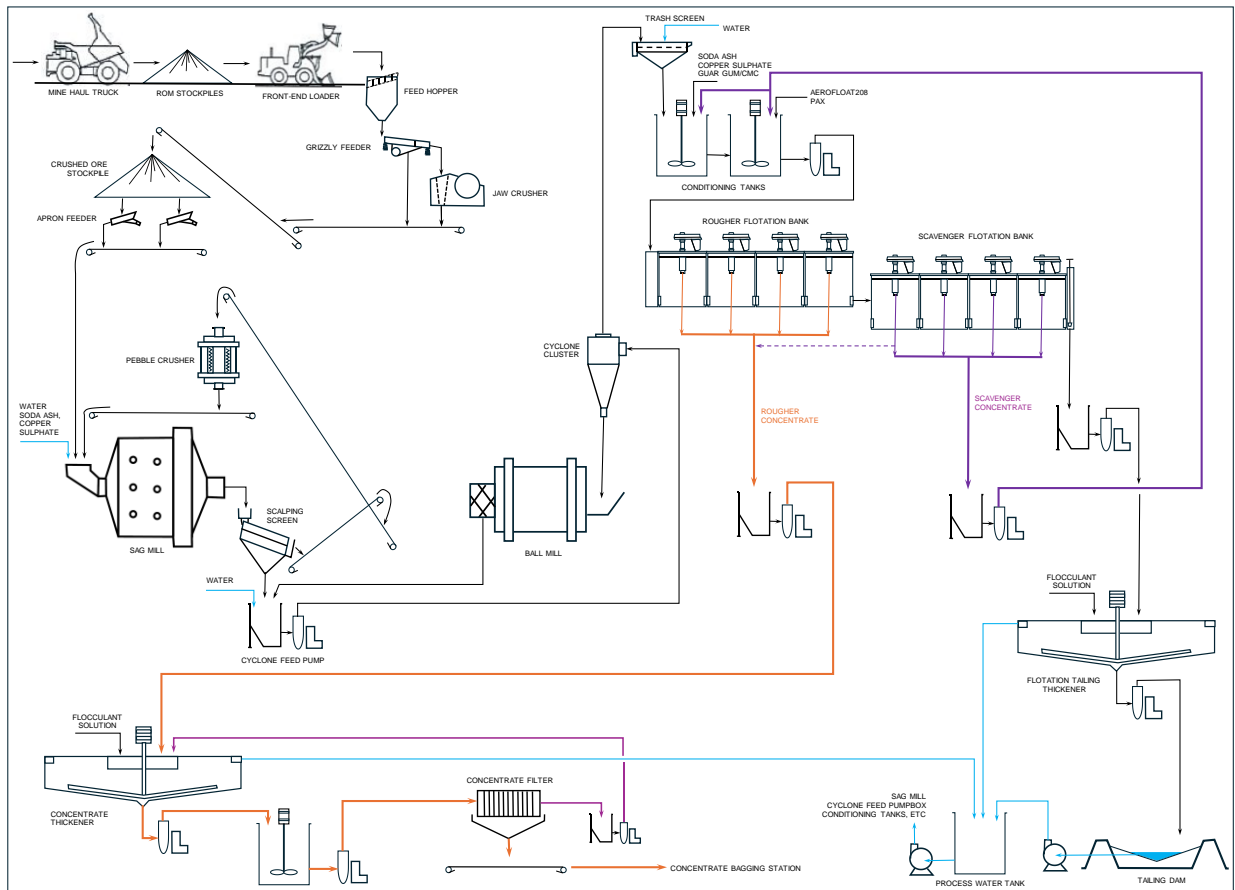 TRASH SCREEN
WATER
SODA ASH
COPPER SULPHATE
GUAR GUM/CMC
MINE HAUL TRUCK
ROM STOCKPILES
FRONT-END LOADER
FEED HOPPER
AEROFLOAT208
PAX
GRIZZLY FEEDER
CRUSHED ORE
STOCKPILE
JAW CRUSHER
CONDITIONING TANKS
APRON FEEDER
ROUGHER FLOTATION BANK
SCAVENGER FLOTATION BANK
PEBBLE CRUSHER
CYCLONE
CLUSTER
WATER
SODA ASH,
COPPER
SULPHATE
ROUGHER
CONCENTRATE
SCAVENGER
CONCENTRATE
SCALPING
SCREEN
SAG MILL
BALL MILL
WATER
FLOCCULANT
SOLUTION
CYCLONE FEED PUMP
FLOTATION TAILING
THICKENER
FLOCCULANT
SOLUTION
CONCENTRATE FILTER
CONCENTRATE
THICKENER
SAG MILL
CYCLONE FEED PUMPBOX
CONDITIONING TANKS, ETC
CONCENTRATE BAGGING STATION
PROCESS WATER TANK
TAILING DAM